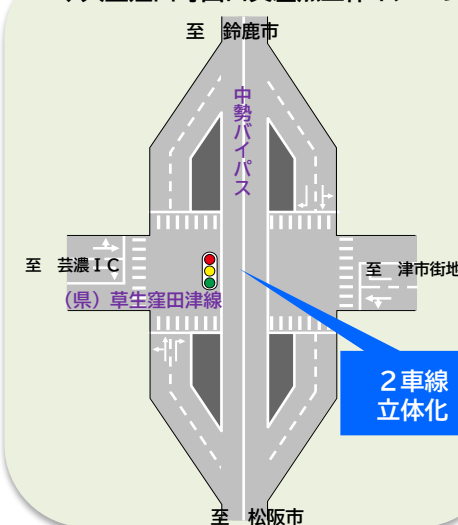 至　鈴鹿市
中勢バイパス
至　芸濃ＩＣ
至　津市街地
（県）草生窪田津線
２車線
立体化
至　松阪市